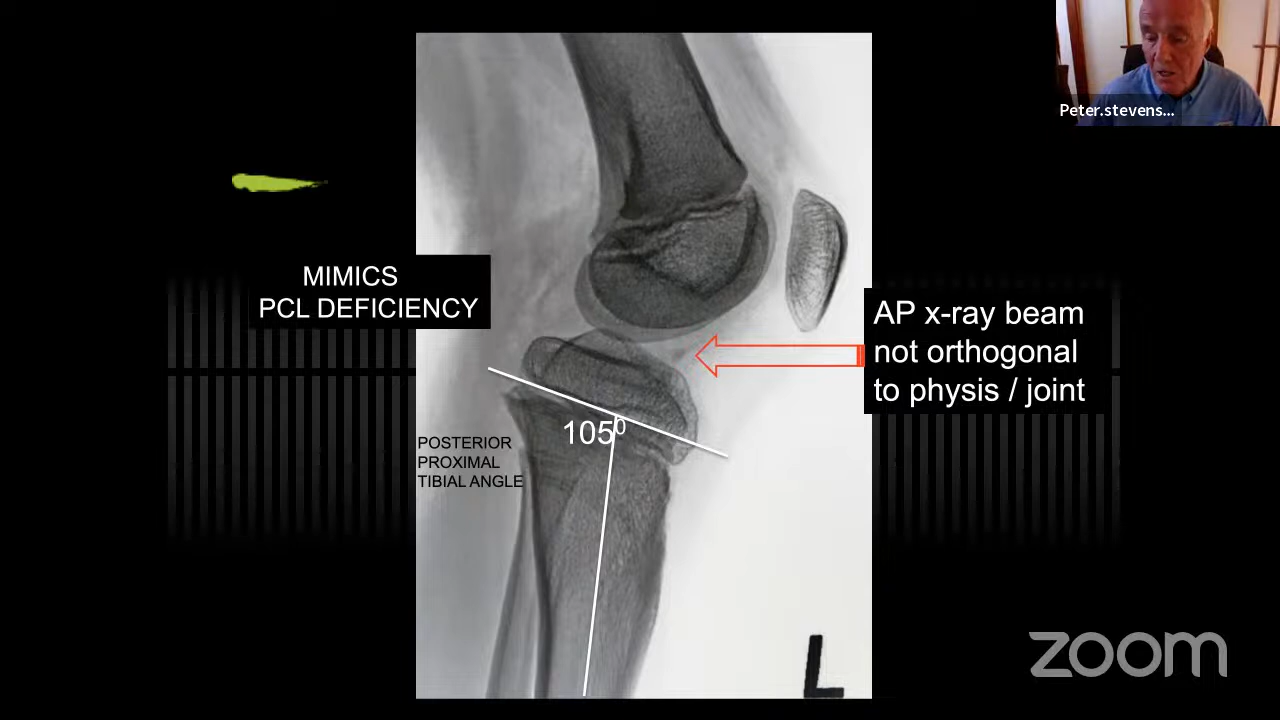 Peter.stevens...
MIMICS
PCL DEFICIENCY
AP x-ray beam
not orthogonal
to physis / joint
105⁰
POSTERIOR
PROXIMAL
TIBIAL ANGLE
L
zoom